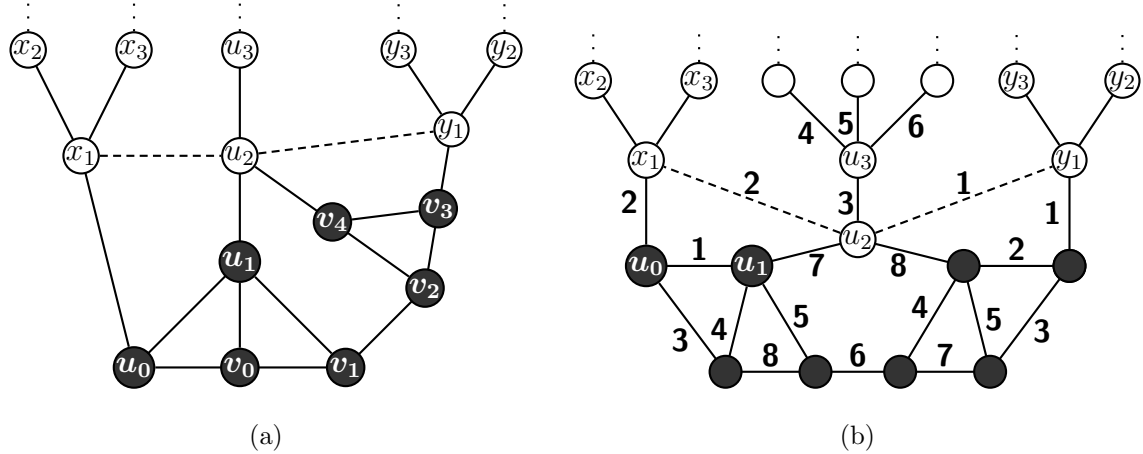 x₂ x₃ u₃ y₃ y₂
x₁ u₂ y₁
v₄ v₃
u₁ v₂
u₀ v₀ v₁
(a)
x₂ x₃ y₃ y₂
4 5 6
x₁ u₃ y₁
2 2 3 1 1
u₂
u₀ 1 u₁ 7 8 2
3 4 5 4 5 3
8 6 7
(b)